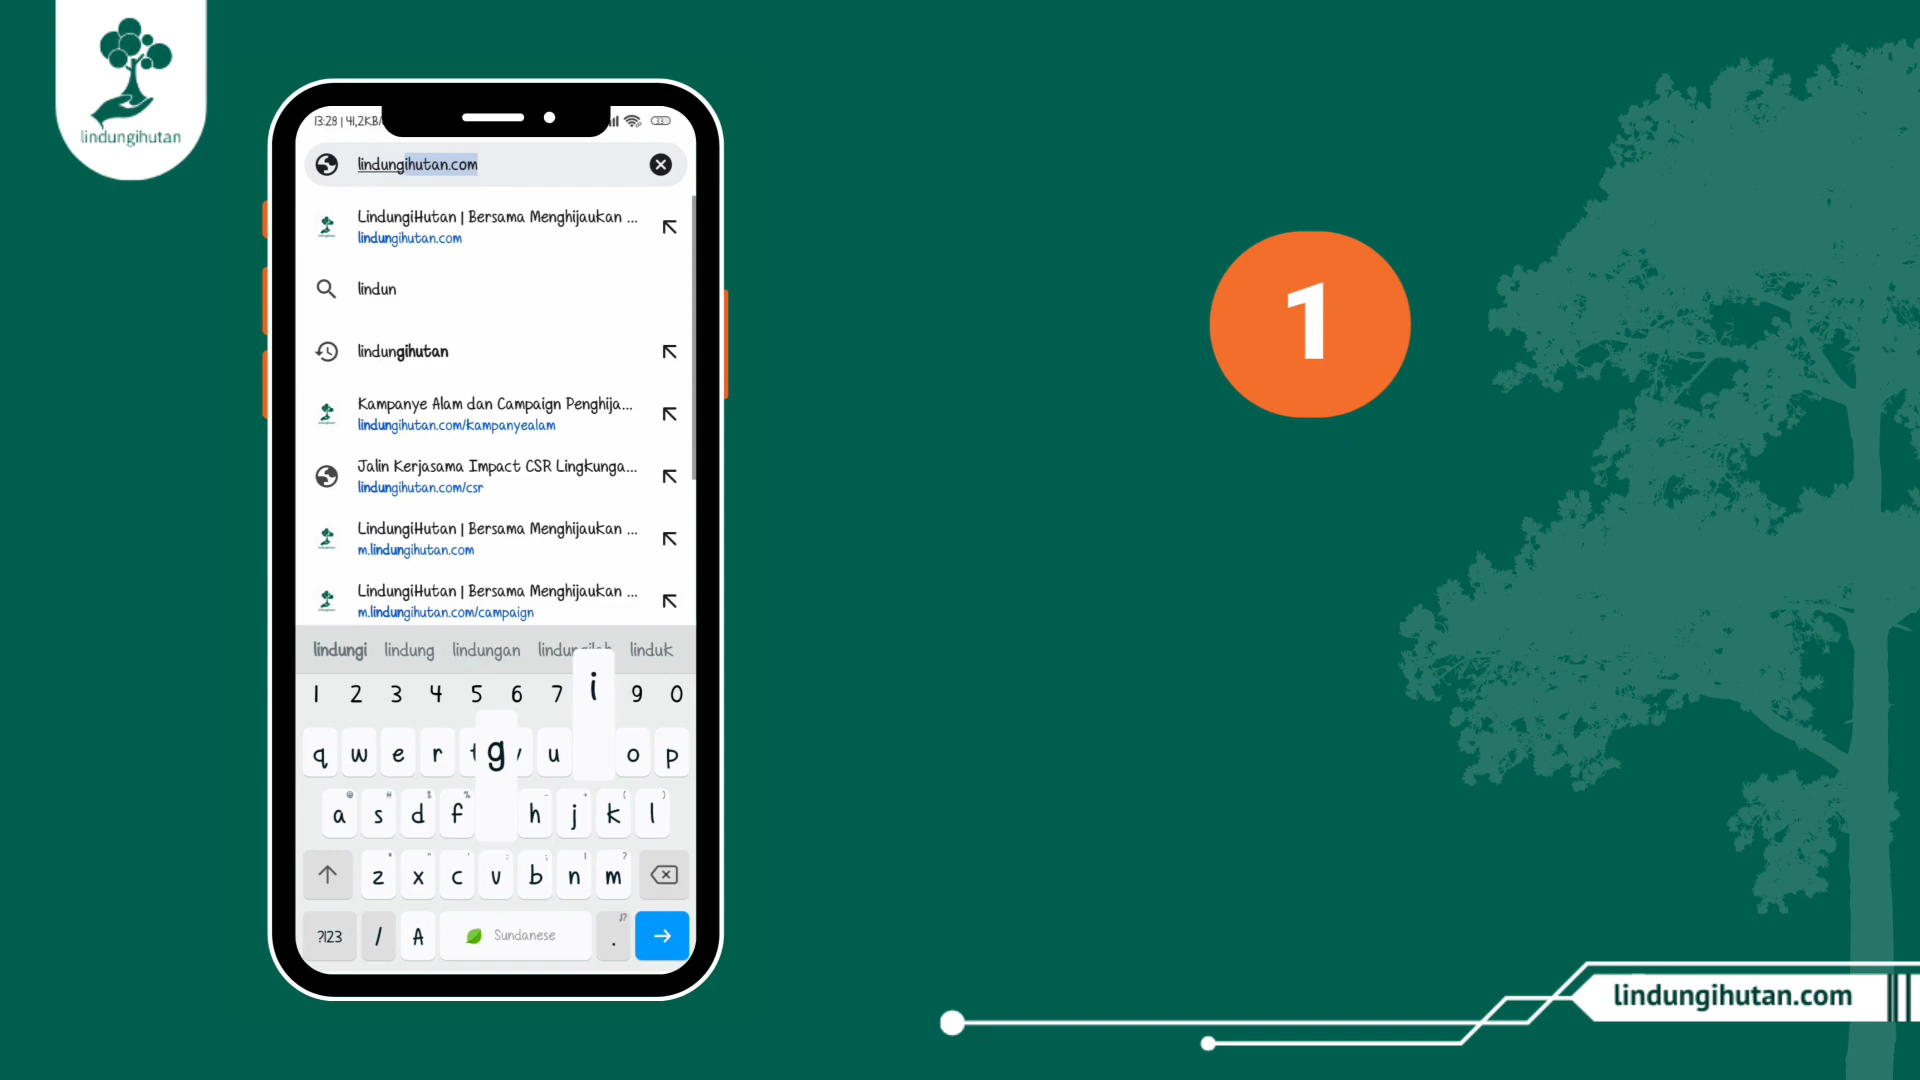 lindungihutan
13:28 | 41,2KB/
33
lindungihutan.com
LindungiHutan | Bersama Menghijaukan ...
lindungihutan.com
lindun
lindungihutan
Kampanye Alam dan Campaign Penghija...
lindungihutan.com/kampanyealam
Jalin Kerjasama Impact CSR Lingkunga...
lindungihutan.com/csr
LindungiHutan | Bersama Menghijaukan ...
m.lindungihutan.com
LindungiHutan | Bersama Menghijaukan ...
m.lindungihutan.com/campaign
lindungi lindung lindungan linduk
1 2 3 4 5 6 7 i 9 0
q w e r t g y u o p
a s d f h j k l
z x c v b n m
?123 / A Sundanese .
1
lindungihutan.com